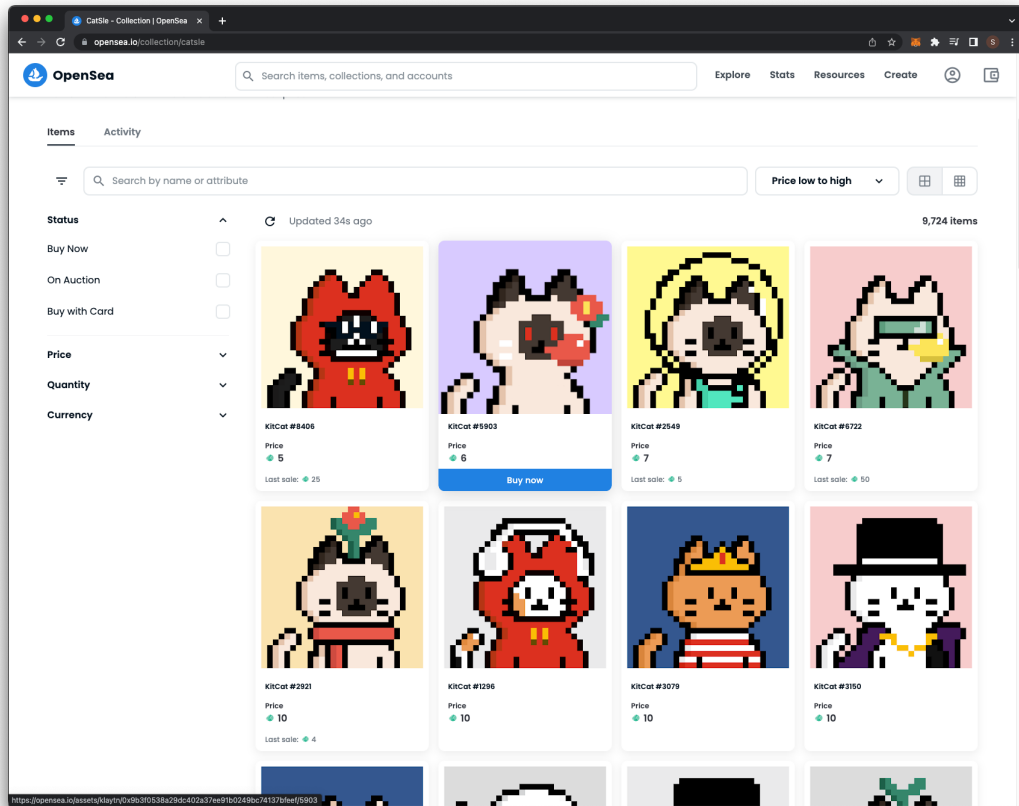 CatSle - Collection | OpenSea
opensea.io/collection/catsle
S
OpenSea
Search items, collections, and accounts
Explore Stats Resources Create
Items Activity
Search by name or attribute
Price low to high
Status
Updated 34s ago
9,724 items
Buy Now
On Auction
Buy with Card
Price
Quantity
Currency
KitCat #8406
Price
5
Last sale: 25
KitCat #5903
Price
6
Buy now
KitCat #2549
Price
7
Last sale: 5
KitCat #6722
Price
7
Last sale: 50
KitCat #2921
Price
10
Last sale: 4
KitCat #1296
Price
10
KitCat #3079
Price
10
KitCat #3150
Price
10
https://opensea.io/assets/klaytn/0x9b3f0538a29dc402a37ee91b0249bc74137bfeef/5903